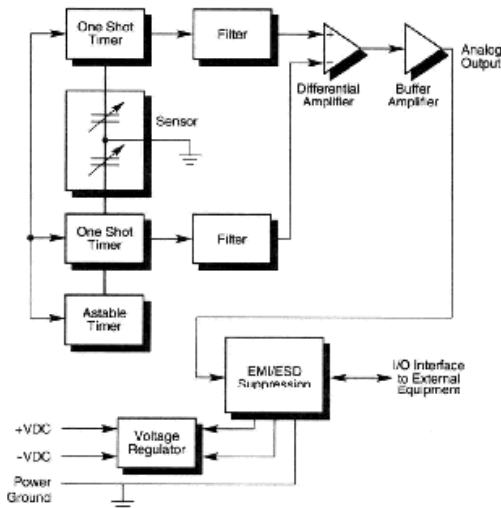 One Shot
Timer
Filter
Analog
Output
Differential
Amplifier
Buffer
Amplifier
Sensor
One Shot
Timer
Filter
Astable
Timer
EMI/ESD
Suppression
I/O Interface
to External
Equipment
+VDC
Voltage
Regulator
−VDC
Power
Ground